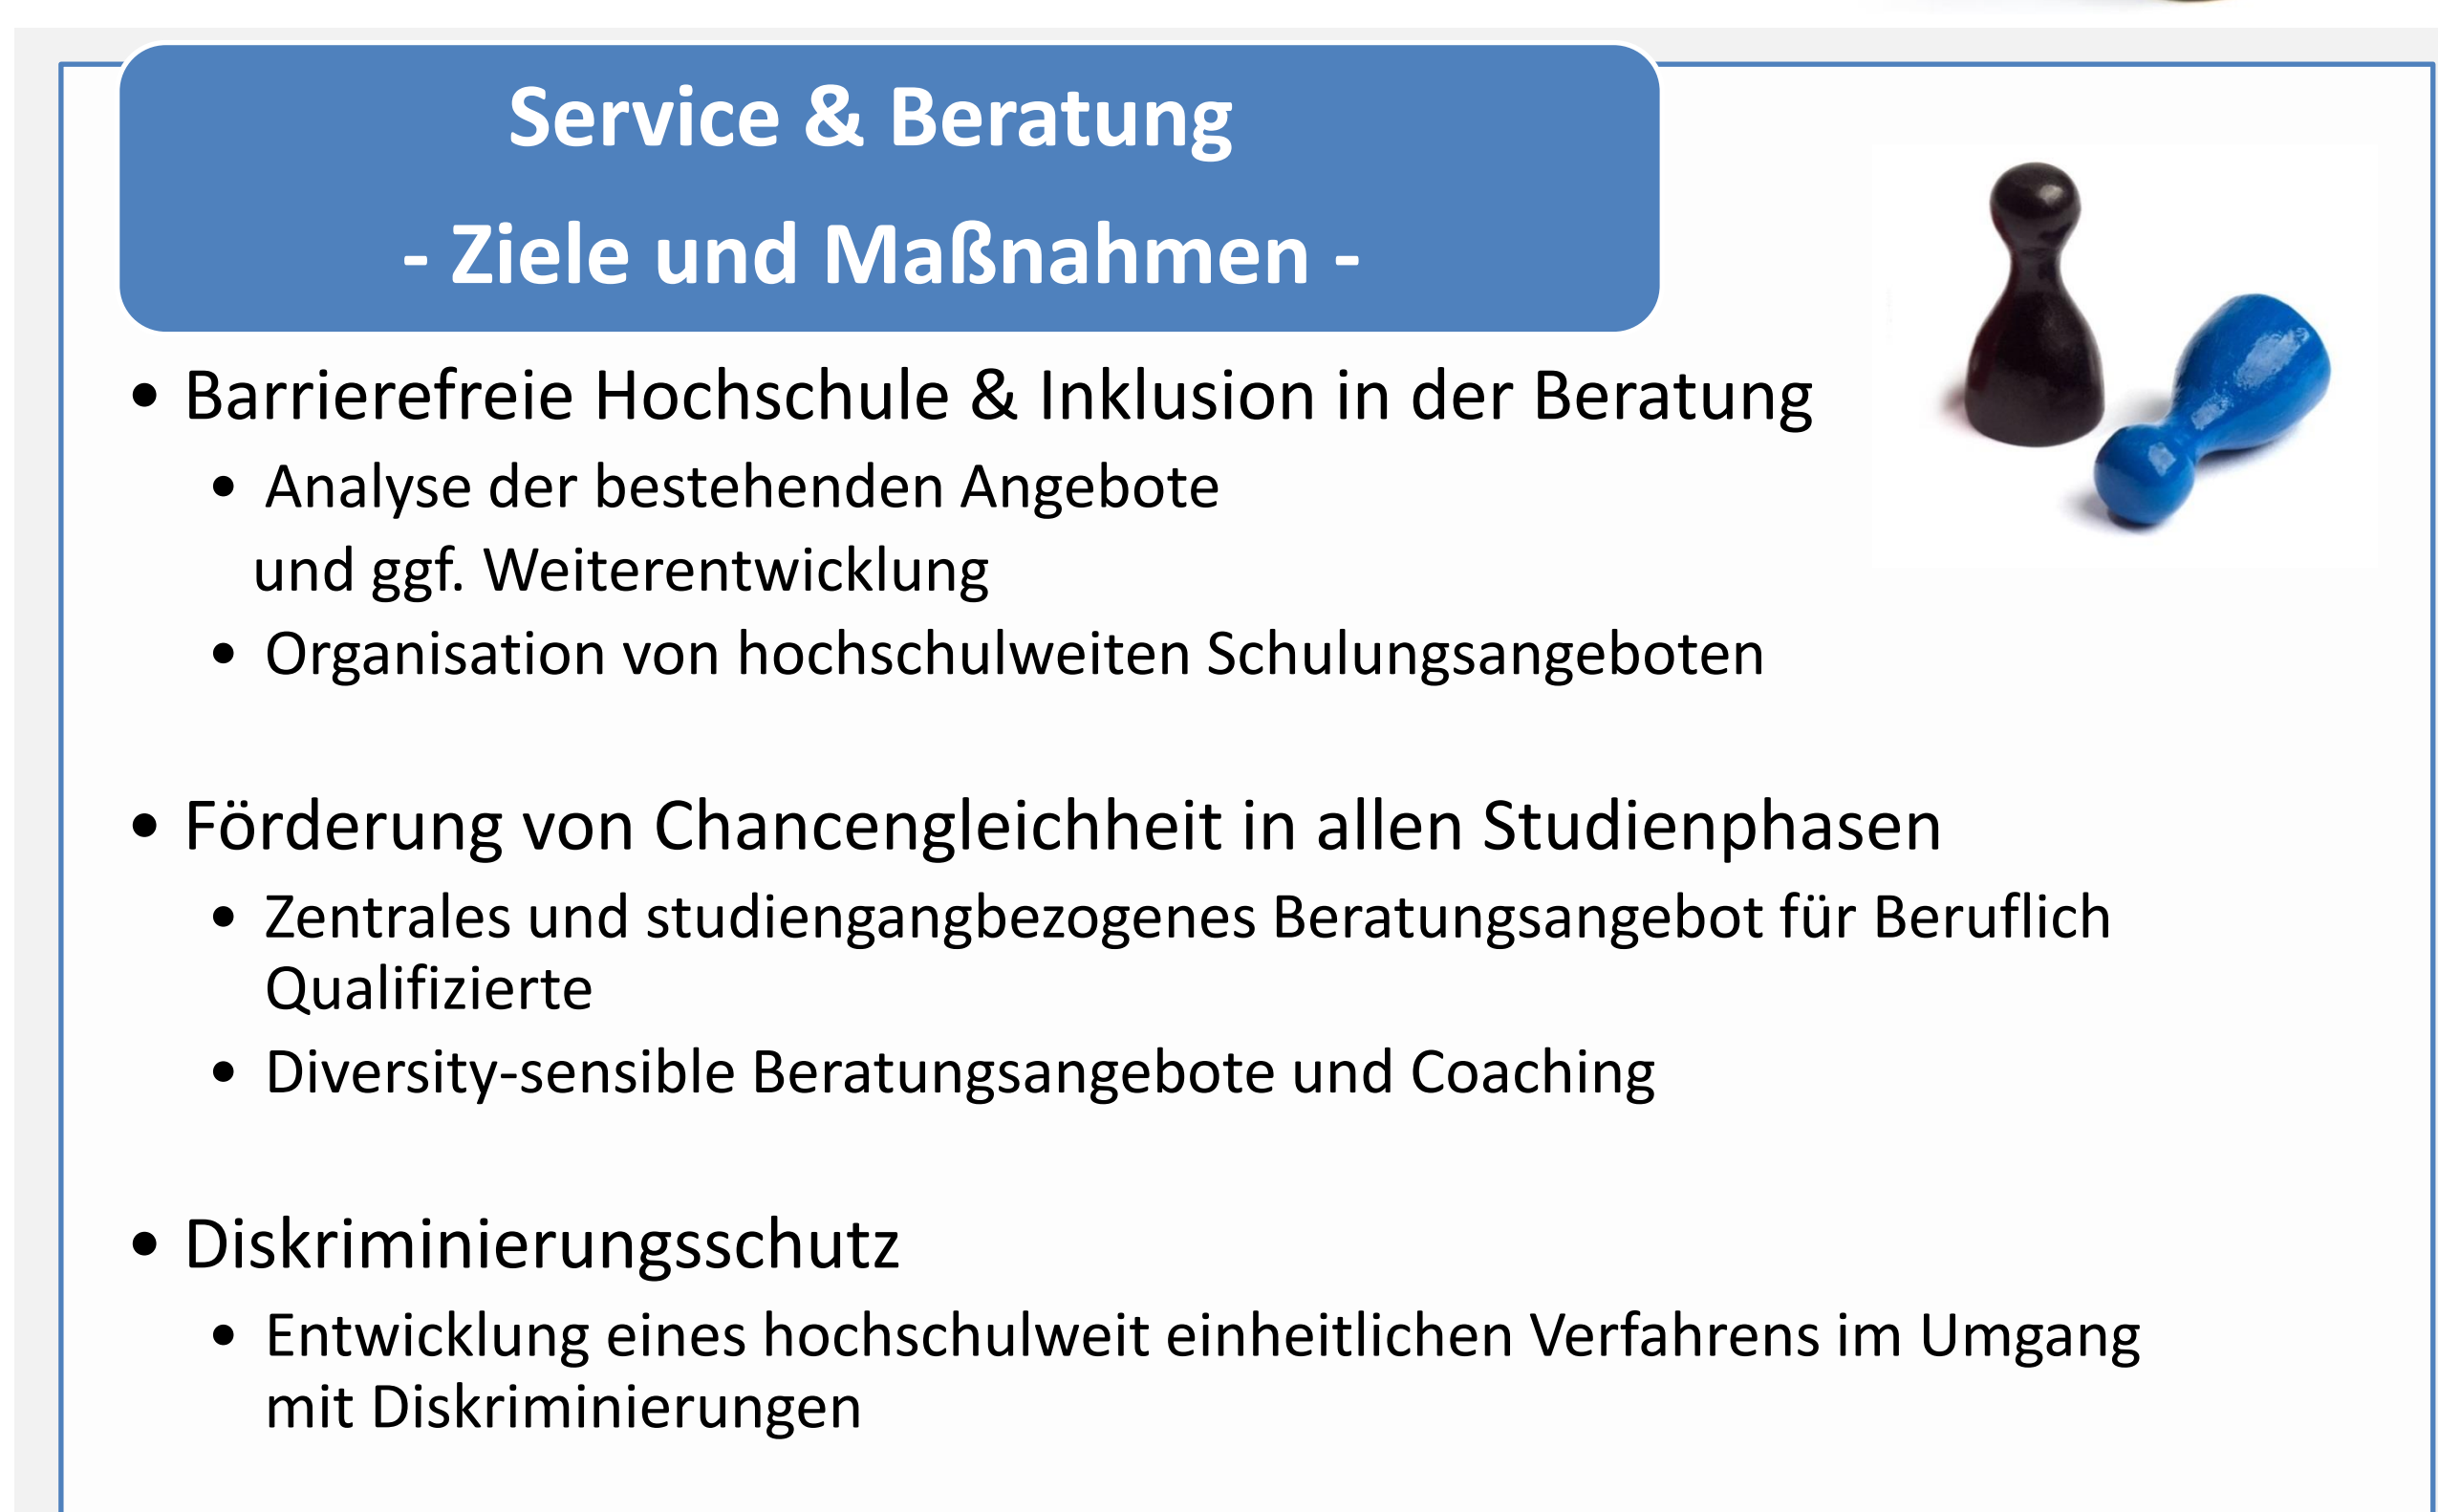 Service & Beratung
- Ziele und Maßnahmen -
• Barrierefreie Hochschule & Inklusion in der Beratung
• Analyse der bestehenden Angebote
und ggf. Weiterentwicklung
• Organisation von hochschulweiten Schulungsangeboten
• Förderung von Chancengleichheit in allen Studienphasen
• Zentrales und studiengangbezogenes Beratungsangebot für Beruflich
Qualifizierte
• Diversity-sensible Beratungsangebote und Coaching
• Diskriminierungsschutz
• Entwicklung eines hochschulweit einheitlichen Verfahrens im Umgang
mit Diskriminierungen